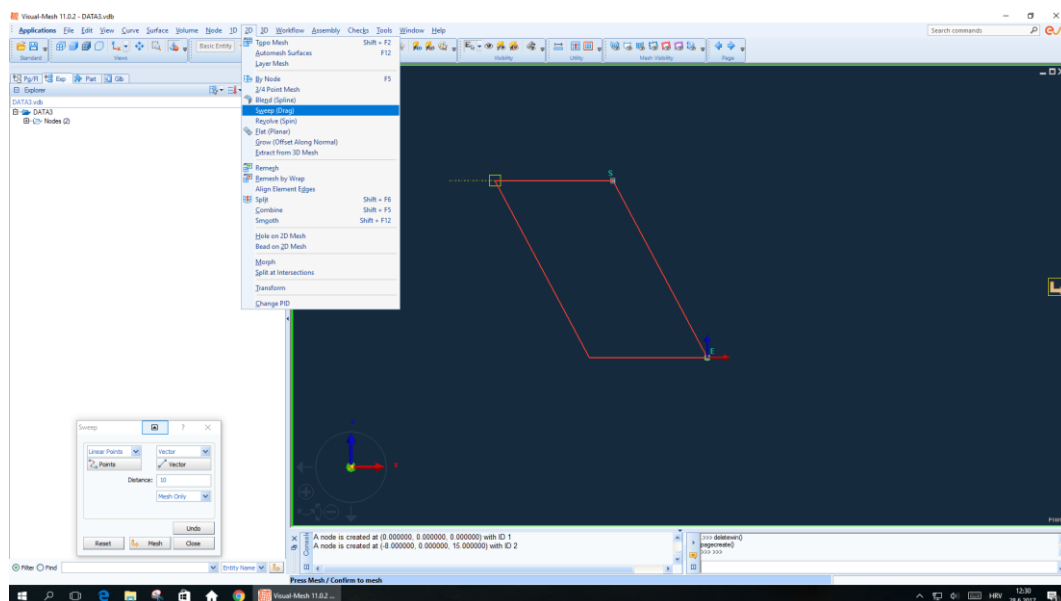 Visual-Mesh 11.0.2 - DATA3.vdb
Applications File Edit View Curve Surface Volume Node 1D 2D 3D Workflow Assembly Checks Tools Window Help
Search commands
Basic Entity
Standard Views Visibility Utility Mesh Visibility Page
Topo Mesh Shift + F2
Automesh Surfaces F12
Layer Mesh
By Node F5
3/4 Point Mesh
Blend (Spline)
Sweep (Drag)
Revolve (Spin)
Flat (Planar)
Grow (Offset Along Normal)
Extract from 3D Mesh
Remesh
Remesh by Wrap
Align Element Edges
Split Shift + F6
Combine Shift + F5
Smooth Shift + F12
Hole on 2D Mesh
Bead on 2D Mesh
Morph
Split at Intersections
Transform
Change PID
Pg/Pl Exp Part Glb
Explorer
DATA3.vdb
DATA3
Nodes (2)
S
E
X
Sweep
?
Linear Points Vector
Points Vector
Distance: 10
Mesh Only
Undo
Reset Mesh Close
Console
A node is created at (0.000000, 0.000000, 0.000000) with ID 1
A node is created at (-8.000000, 0.000000, 15.000000) with ID 2
>>> deletewin()
pagecreate()
>>> >>>
Filter Find Entity Name
Press Mesh / Confirm to mesh
Visual-Mesh 11.0.2 ...
HRV
12:30